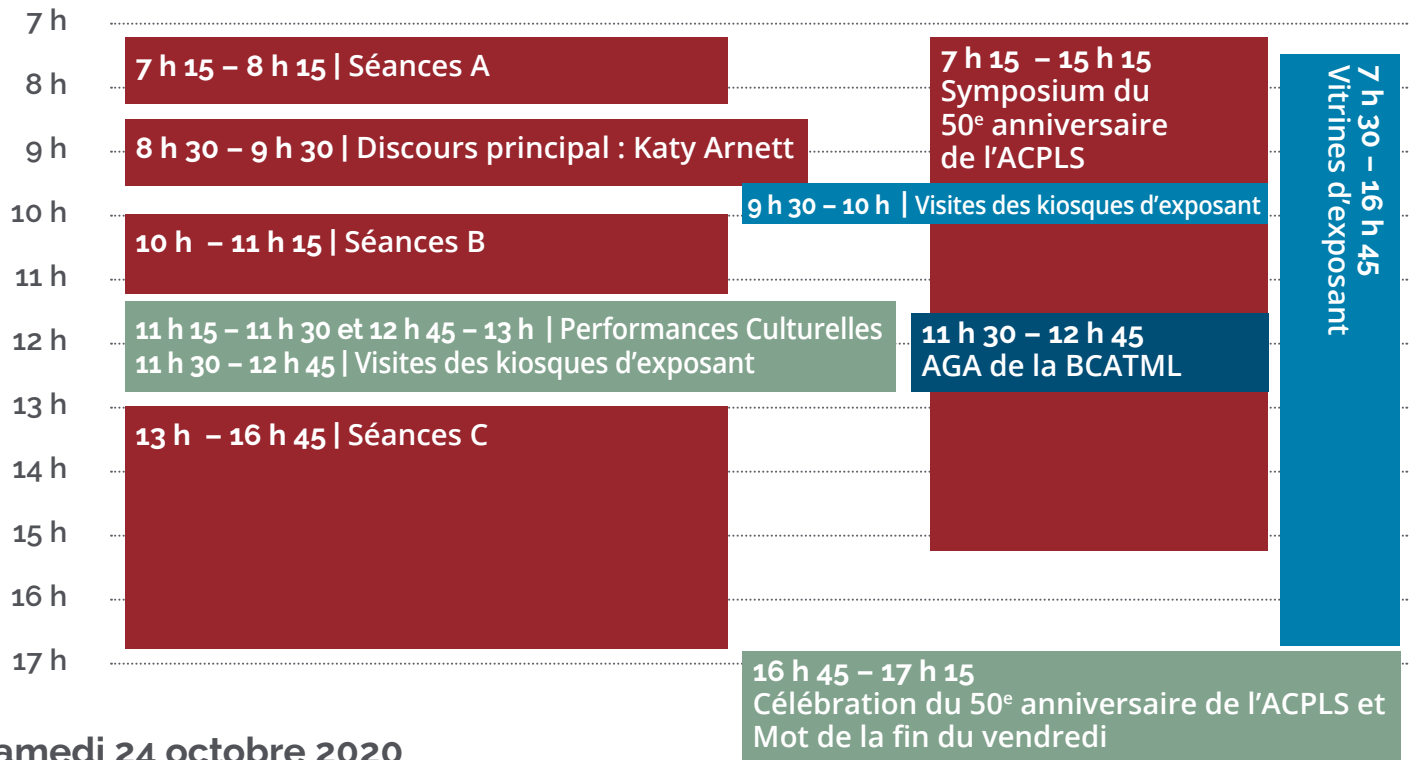 7 h
8 h
9 h
10 h
11 h
12 h
13 h
14 h
15 h
16 h
17 h
7 h 15 – 8 h 15 | Séances A
8 h 30 – 9 h 30 | Discours principal : Katy Arnett
10 h – 11 h 15 | Séances B
11 h 15 – 11 h 30 et 12 h 45 – 13 h | Performances Culturelles
11 h 30 – 12 h 45 | Visites des kiosques d'exposant
13 h – 16 h 45 | Séances C
7 h 15 – 15 h 15
Symposium du
50e anniversaire
de l'ACPLS
9 h 30 – 10 h | Visites des kiosques d'exposant
11 h 30 – 12 h 45
AGA de la BCATML
7 h 30 – 16 h 45
Vitrines d'exposant
16 h 45 – 17 h 15
Célébration du 50e anniversaire de l'ACPLS et
Mot de la fin du vendredi
amedi 24 octobre 2020